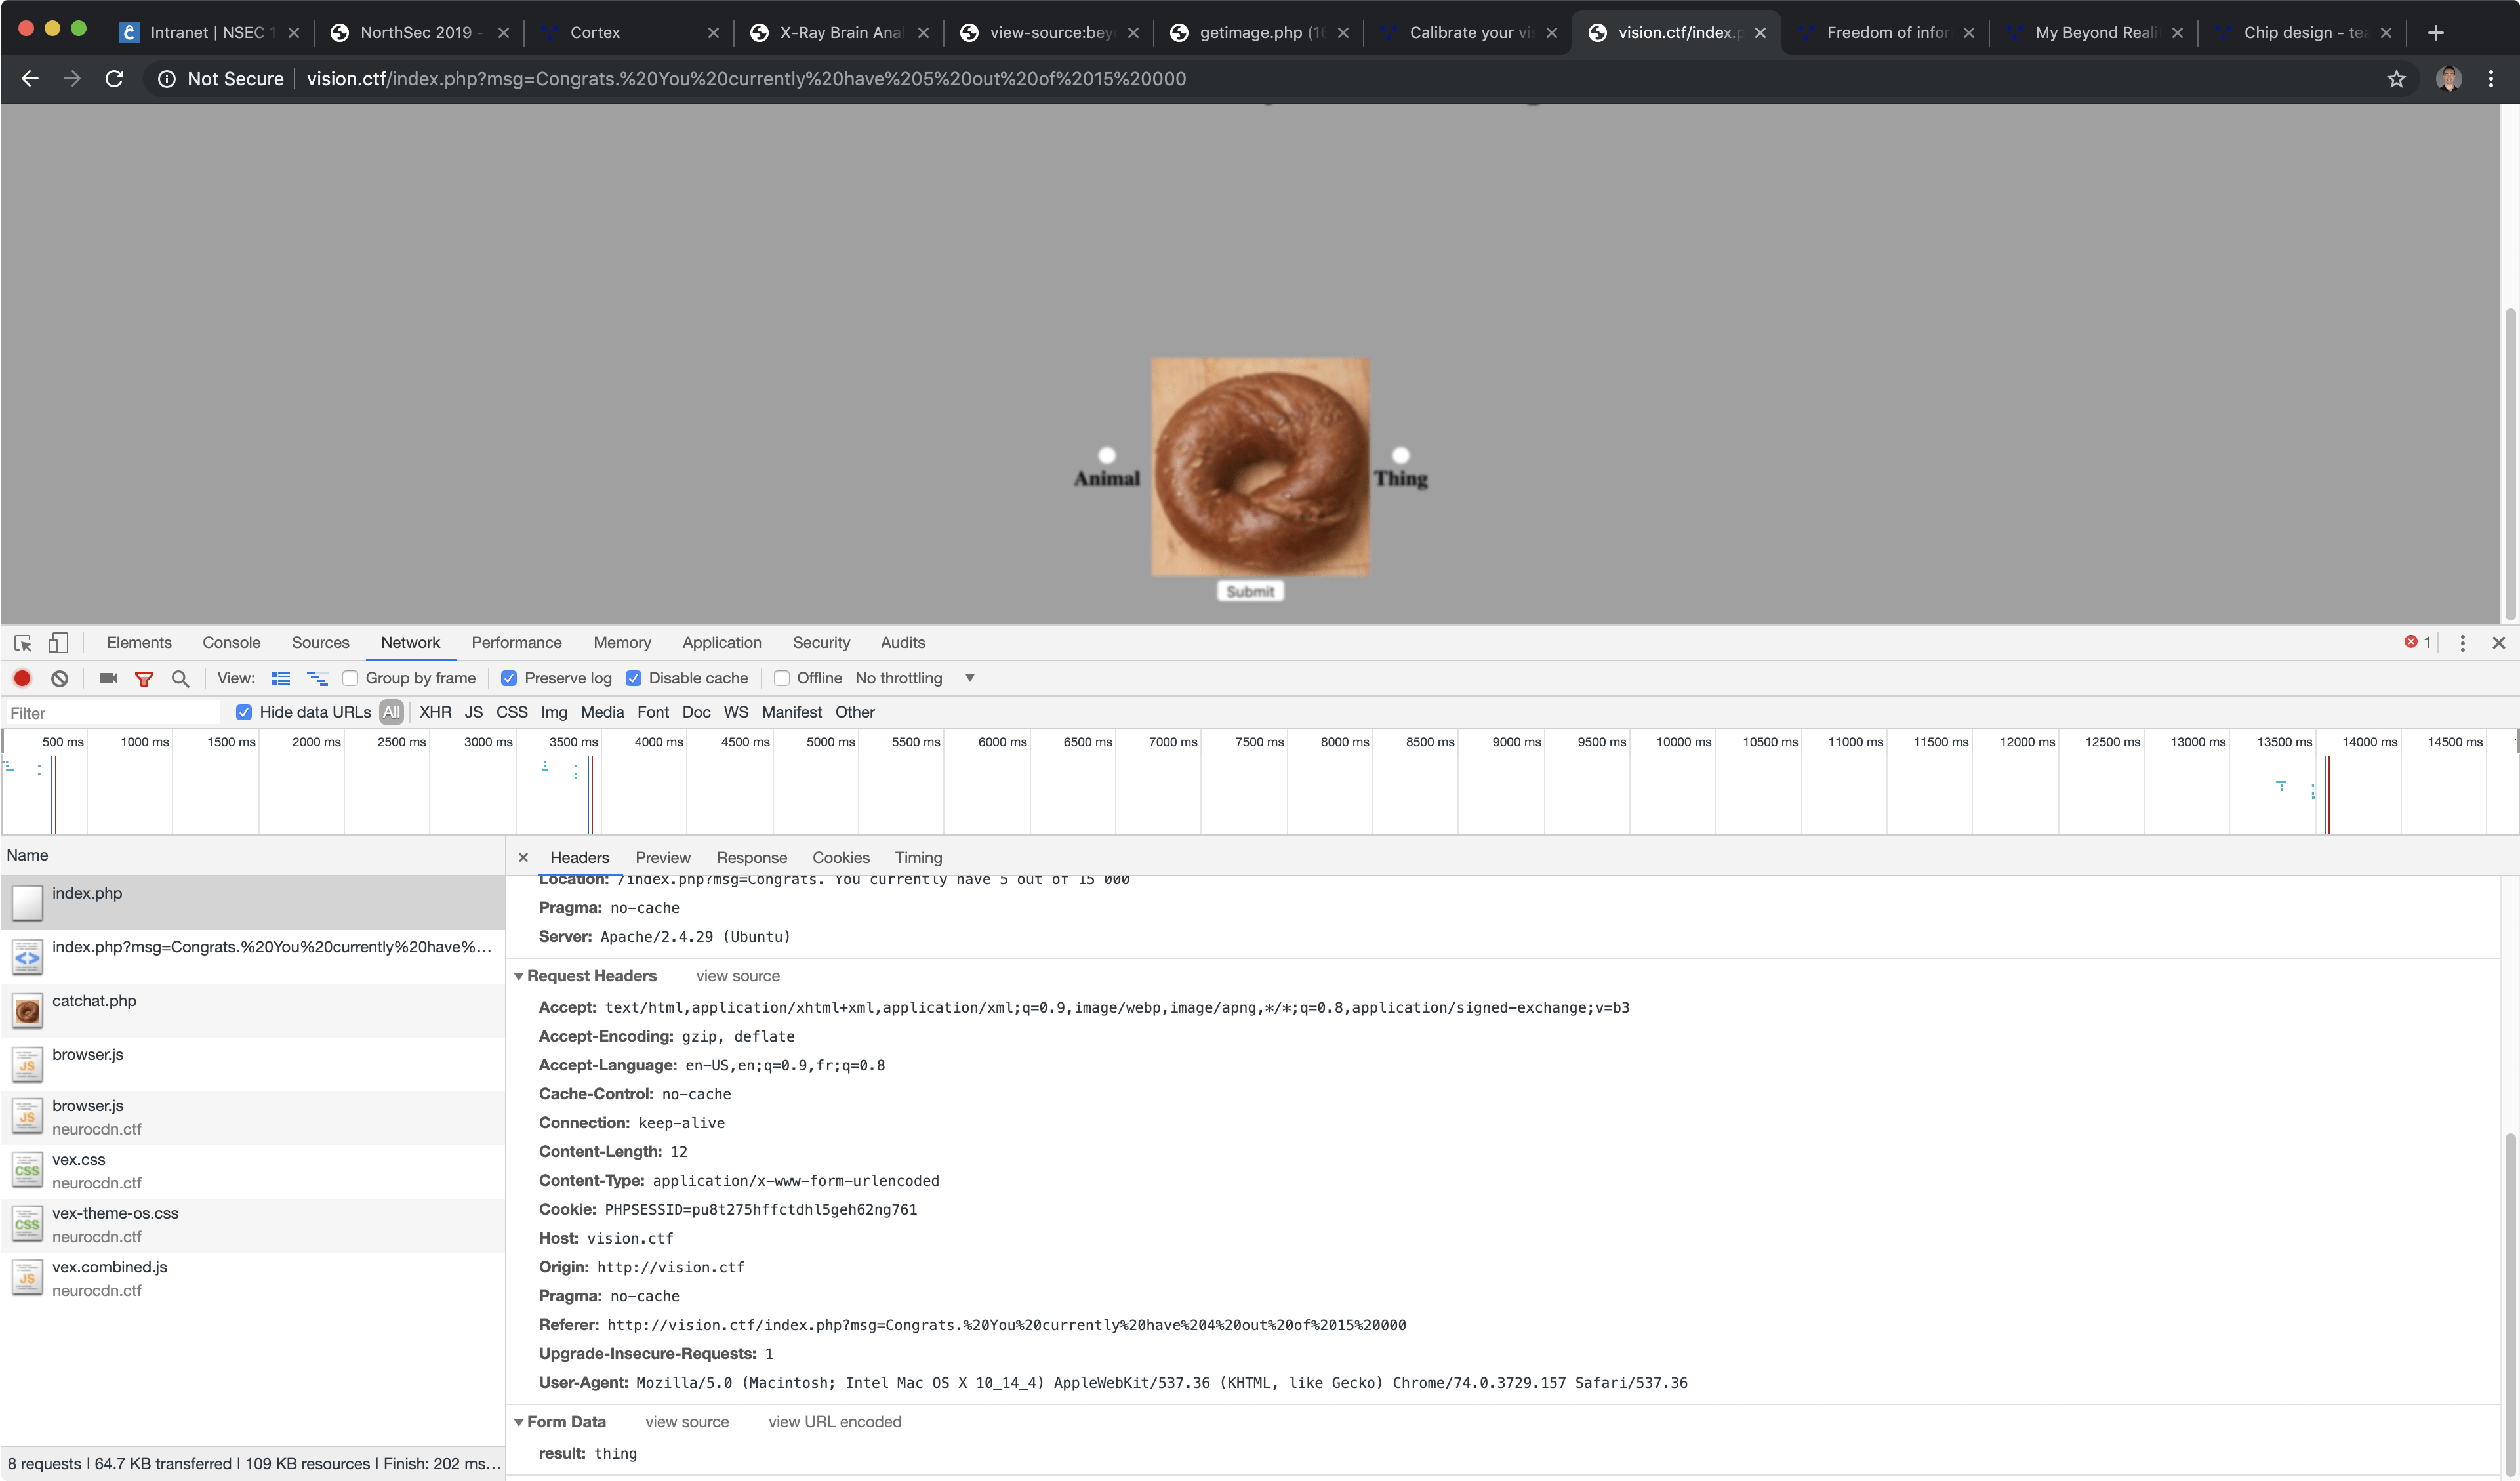 Intranet | NSEC 1
NorthSec 2019 -
Cortex
X-Ray Brain Anal
view-source:bey
getimage.php (16
Calibrate your vis
vision.ctf/index.p
Freedom of infor
My Beyond Reali
Chip design - tea
Not Secure
vision.ctf/index.php?msg=Congrats.%20You%20currently%20have%205%20out%20of%2015%20000
Animal
Thing
Submit
Elements Console Sources Network Performance Memory Application Security Audits
1
View: Group by frame Preserve log Disable cache Offline No throttling
Filter Hide data URLs All XHR JS CSS Img Media Font Doc WS Manifest Other
500 ms 1000 ms 1500 ms 2000 ms 2500 ms 3000 ms 3500 ms 4000 ms 4500 ms 5000 ms 5500 ms 6000 ms 6500 ms 7000 ms 7500 ms 8000 ms 8500 ms 9000 ms 9500 ms 10000 ms 10500 ms 11000 ms 11500 ms 12000 ms 12500 ms 13000 ms 13500 ms 14000 ms 14500 ms
Name
index.php
index.php?msg=Congrats.%20You%20currently%20have%...
catchat.php
JS
browser.js
JS
browser.js
neurocdn.ctf
CSS
vex.css
neurocdn.ctf
CSS
vex-theme-os.css
neurocdn.ctf
JS
vex.combined.js
neurocdn.ctf
8 requests | 64.7 KB transferred | 109 KB resources | Finish: 202 ms...
Headers Preview Response Cookies Timing
Location: /index.php?msg=Congrats. You currently have 5 out of 15 000
Pragma: no-cache
Server: Apache/2.4.29 (Ubuntu)
Request Headers view source
Accept: text/html,application/xhtml+xml,application/xml;q=0.9,image/webp,image/apng,*/*;q=0.8,application/signed-exchange;v=b3
Accept-Encoding: gzip, deflate
Accept-Language: en-US,en;q=0.9,fr;q=0.8
Cache-Control: no-cache
Connection: keep-alive
Content-Length: 12
Content-Type: application/x-www-form-urlencoded
Cookie: PHPSESSID=pu8t275hffctdhl5geh62ng761
Host: vision.ctf
Origin: http://vision.ctf
Pragma: no-cache
Referer: http://vision.ctf/index.php?msg=Congrats.%20You%20currently%20have%204%20out%20of%2015%20000
Upgrade-Insecure-Requests: 1
User-Agent: Mozilla/5.0 (Macintosh; Intel Mac OS X 10_14_4) AppleWebKit/537.36 (KHTML, like Gecko) Chrome/74.0.3729.157 Safari/537.36
Form Data view source view URL encoded
result: thing